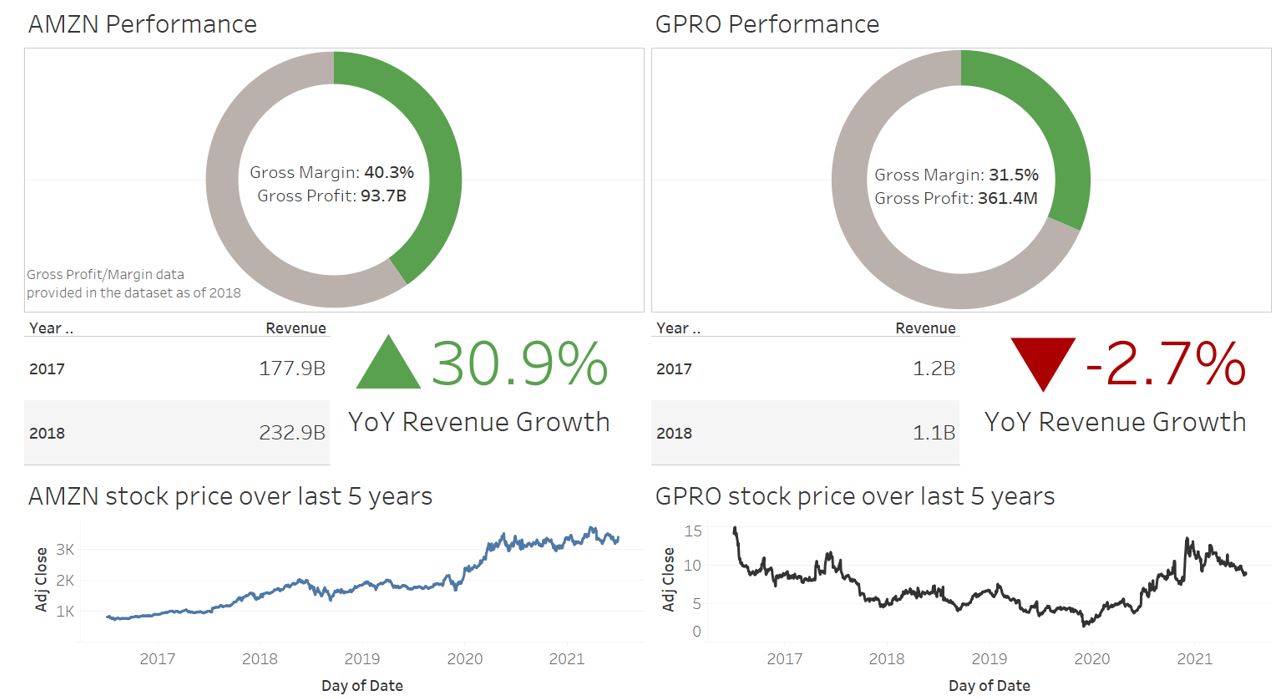 AMZN Performance
Gross Margin: 40.3%
Gross Profit: 93.7B
Gross Profit/Margin data
provided in the dataset as of 2018
Year .. Revenue
2017 177.9B
2018 232.9B
30.9%
YoY Revenue Growth
AMZN stock price over last 5 years
Adj Close
3K
2K
1K
2017 2018 2019 2020 2021
Day of Date
GPRO Performance
Gross Margin: 31.5%
Gross Profit: 361.4M
Year .. Revenue
2017 1.2B
2018 1.1B
-2.7%
YoY Revenue Growth
GPRO stock price over last 5 years
Adj Close
15
10
5
0
2017 2018 2019 2020 2021
Day of Date